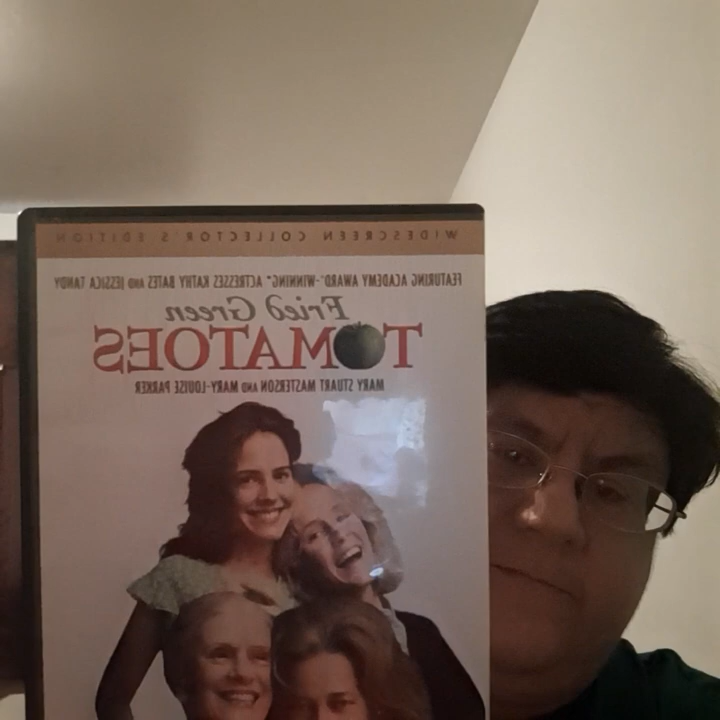 WIDESCREEN COLLECTOR'S EDITION
FEATURING ACADEMY AWARD®-WINNING* ACTRESSES KATHY BATES AND JESSICA TANDY
Fried Green
TOMATOES
MARY STUART MASTERSON AND MARY-LOUISE PARKER